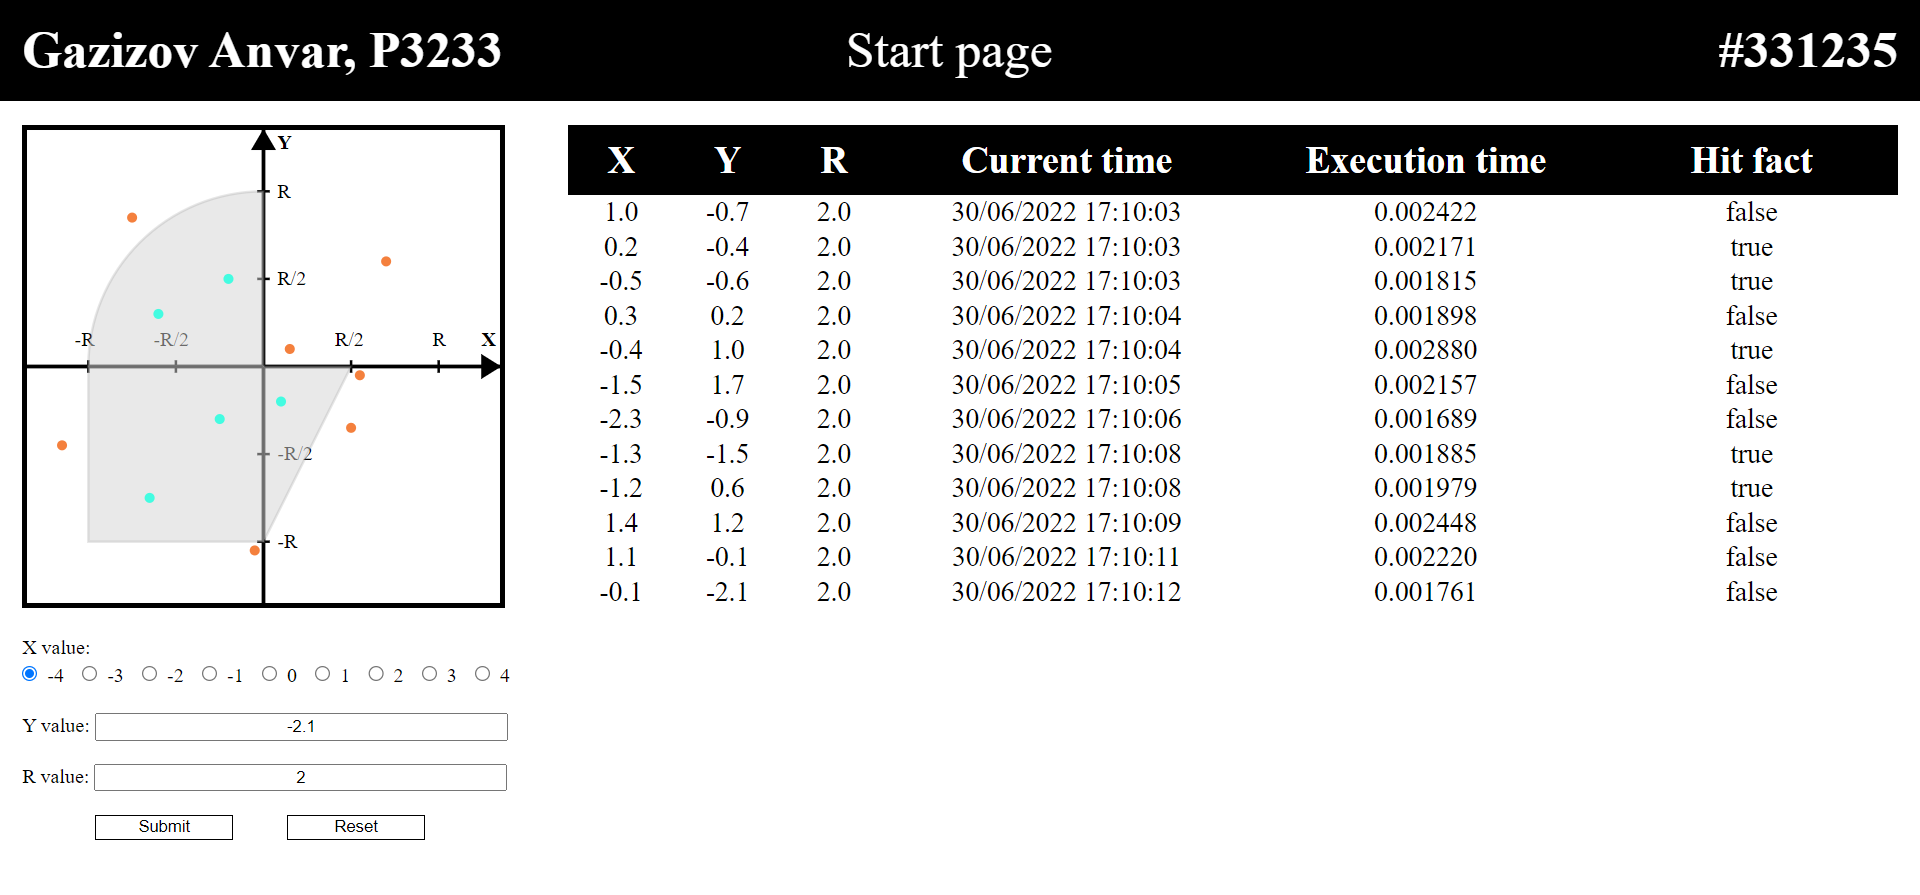 Gazizov Anvar, P3233 Start page #331235
Y
R
R/2
-R -R/2 R/2 R X
-R/2
-R
X value:
-4 -3 -2 -1 0 1 2 3 4
Y value: -2.1
R value: 2
Submit Reset
X Y R Current time Execution time Hit fact
1.0 -0.7 2.0 30/06/2022 17:10:03 0.002422 false
0.2 -0.4 2.0 30/06/2022 17:10:03 0.002171 true
-0.5 -0.6 2.0 30/06/2022 17:10:03 0.001815 true
0.3 0.2 2.0 30/06/2022 17:10:04 0.001898 false
-0.4 1.0 2.0 30/06/2022 17:10:04 0.002880 true
-1.5 1.7 2.0 30/06/2022 17:10:05 0.002157 false
-2.3 -0.9 2.0 30/06/2022 17:10:06 0.001689 false
-1.3 -1.5 2.0 30/06/2022 17:10:08 0.001885 true
-1.2 0.6 2.0 30/06/2022 17:10:08 0.001979 true
1.4 1.2 2.0 30/06/2022 17:10:09 0.002448 false
1.1 -0.1 2.0 30/06/2022 17:10:11 0.002220 false
-0.1 -2.1 2.0 30/06/2022 17:10:12 0.001761 false